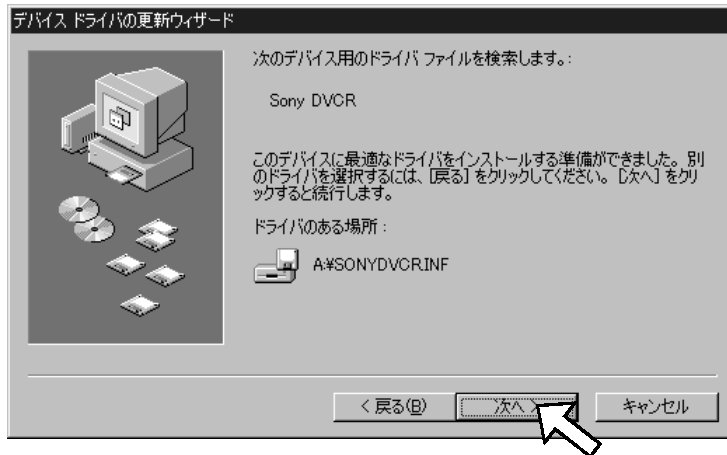 デバイス ドライバの更新ウィザード
次のデバイス用のドライバ ファイルを検索します。:
Sony DVCR
このデバイスに最適なドライバをインストールする準備ができました。別
のドライバを選択するには、[戻る] をクリックしてください。[次へ] をクリ
ックすると続行します。
ドライバのある場所 :
A:¥SONYDVCR.INF
< 戻る(B)
次へ >
キャンセル